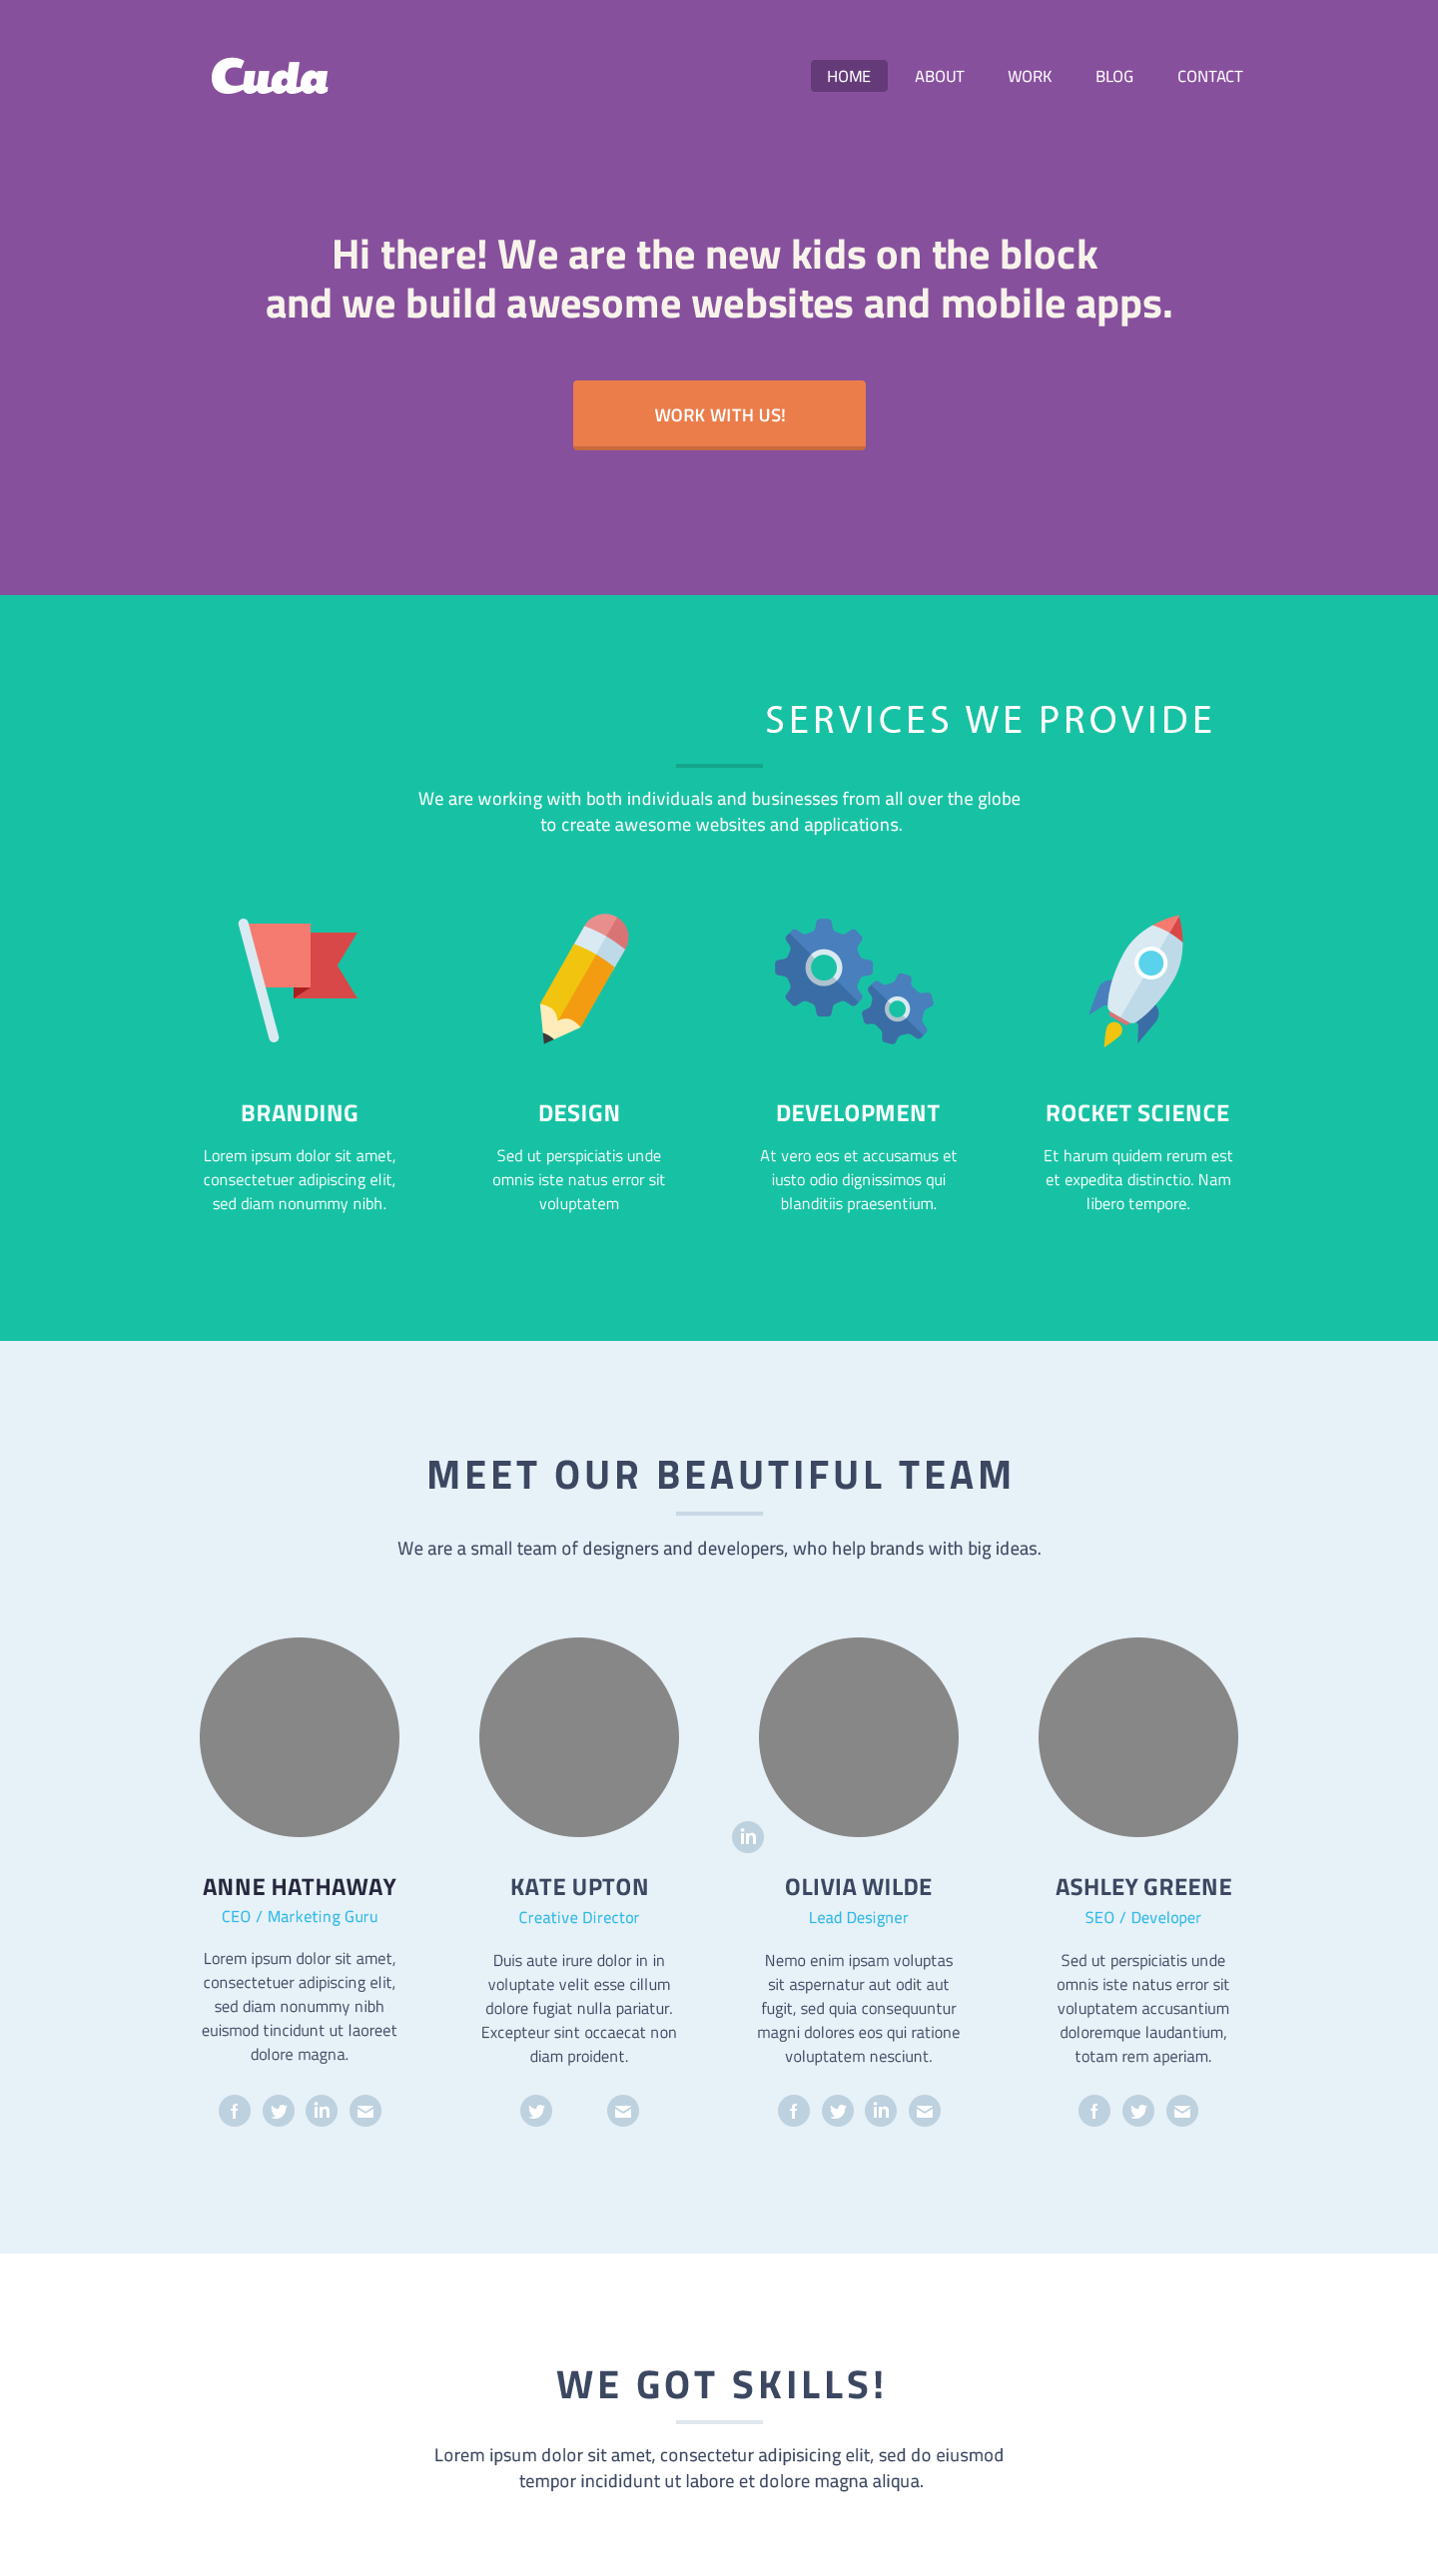 Cuda
HOME ABOUT WORK BLOG CONTACT
Hi there! We are the new kids on the block
and we build awesome websites and mobile apps.
WORK WITH US!
SERVICES WE PROVIDE
We are working with both individuals and businesses from all over the globe
to create awesome websites and applications.
BRANDING
Lorem ipsum dolor sit amet,
consectetuer adipiscing elit,
sed diam nonummy nibh.
DESIGN
Sed ut perspiciatis unde
omnis iste natus error sit
voluptatem
DEVELOPMENT
At vero eos et accusamus et
iusto odio dignissimos qui
blanditiis praesentium.
ROCKET SCIENCE
Et harum quidem rerum est
et expedita distinctio. Nam
libero tempore.
MEET OUR BEAUTIFUL TEAM
We are a small team of designers and developers, who help brands with big ideas.
in
ANNE HATHAWAY
CEO / Marketing Guru
Lorem ipsum dolor sit amet,
consectetuer adipiscing elit,
sed diam nonummy nibh
euismod tincidunt ut laoreet
dolore magna.
f in
KATE UPTON
Creative Director
Duis aute irure dolor in in
voluptate velit esse cillum
dolore fugiat nulla pariatur.
Excepteur sint occaecat non
diam proident.
OLIVIA WILDE
Lead Designer
Nemo enim ipsam voluptas
sit aspernatur aut odit aut
fugit, sed quia consequuntur
magni dolores eos qui ratione
voluptatem nesciunt.
f in
ASHLEY GREENE
SEO / Developer
Sed ut perspiciatis unde
omnis iste natus error sit
voluptatem accusantium
doloremque laudantium,
totam rem aperiam.
f
WE GOT SKILLS!
Lorem ipsum dolor sit amet, consectetur adipisicing elit, sed do eiusmod
tempor incididunt ut labore et dolore magna aliqua.